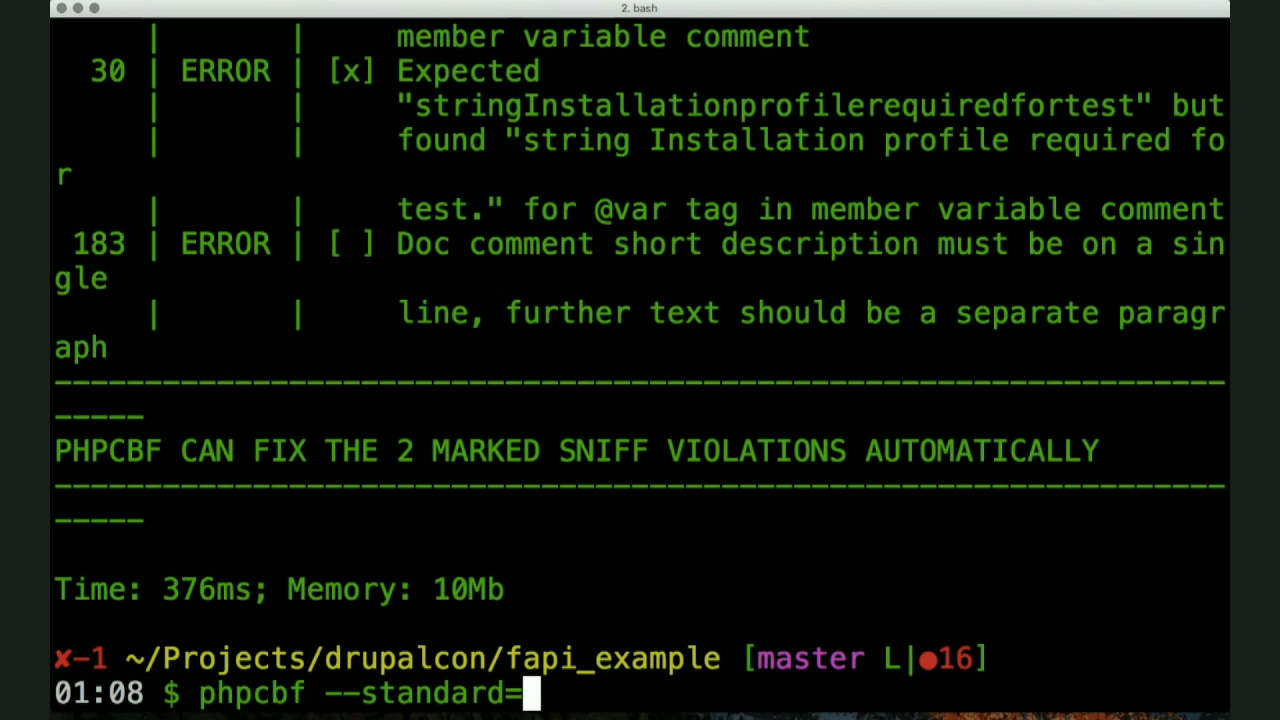 2. bash
| | member variable comment
30 | ERROR | [x] Expected
| | "stringInstallationprofilerequiredfortest" but
| | found "string Installation profile required fo
r
| | test." for @var tag in member variable comment
183 | ERROR | [ ] Doc comment short description must be on a sin
gle
| | line, further text should be a separate paragr
aph
-----------------------------------------------------------------
-----
PHPCBF CAN FIX THE 2 MARKED SNIFF VIOLATIONS AUTOMATICALLY
-----------------------------------------------------------------
-----
Time: 376ms; Memory: 10Mb
✘-1 ~/Projects/drupalcon/fapi_example [master L|●16]
01:08 $ phpcbf --standard=